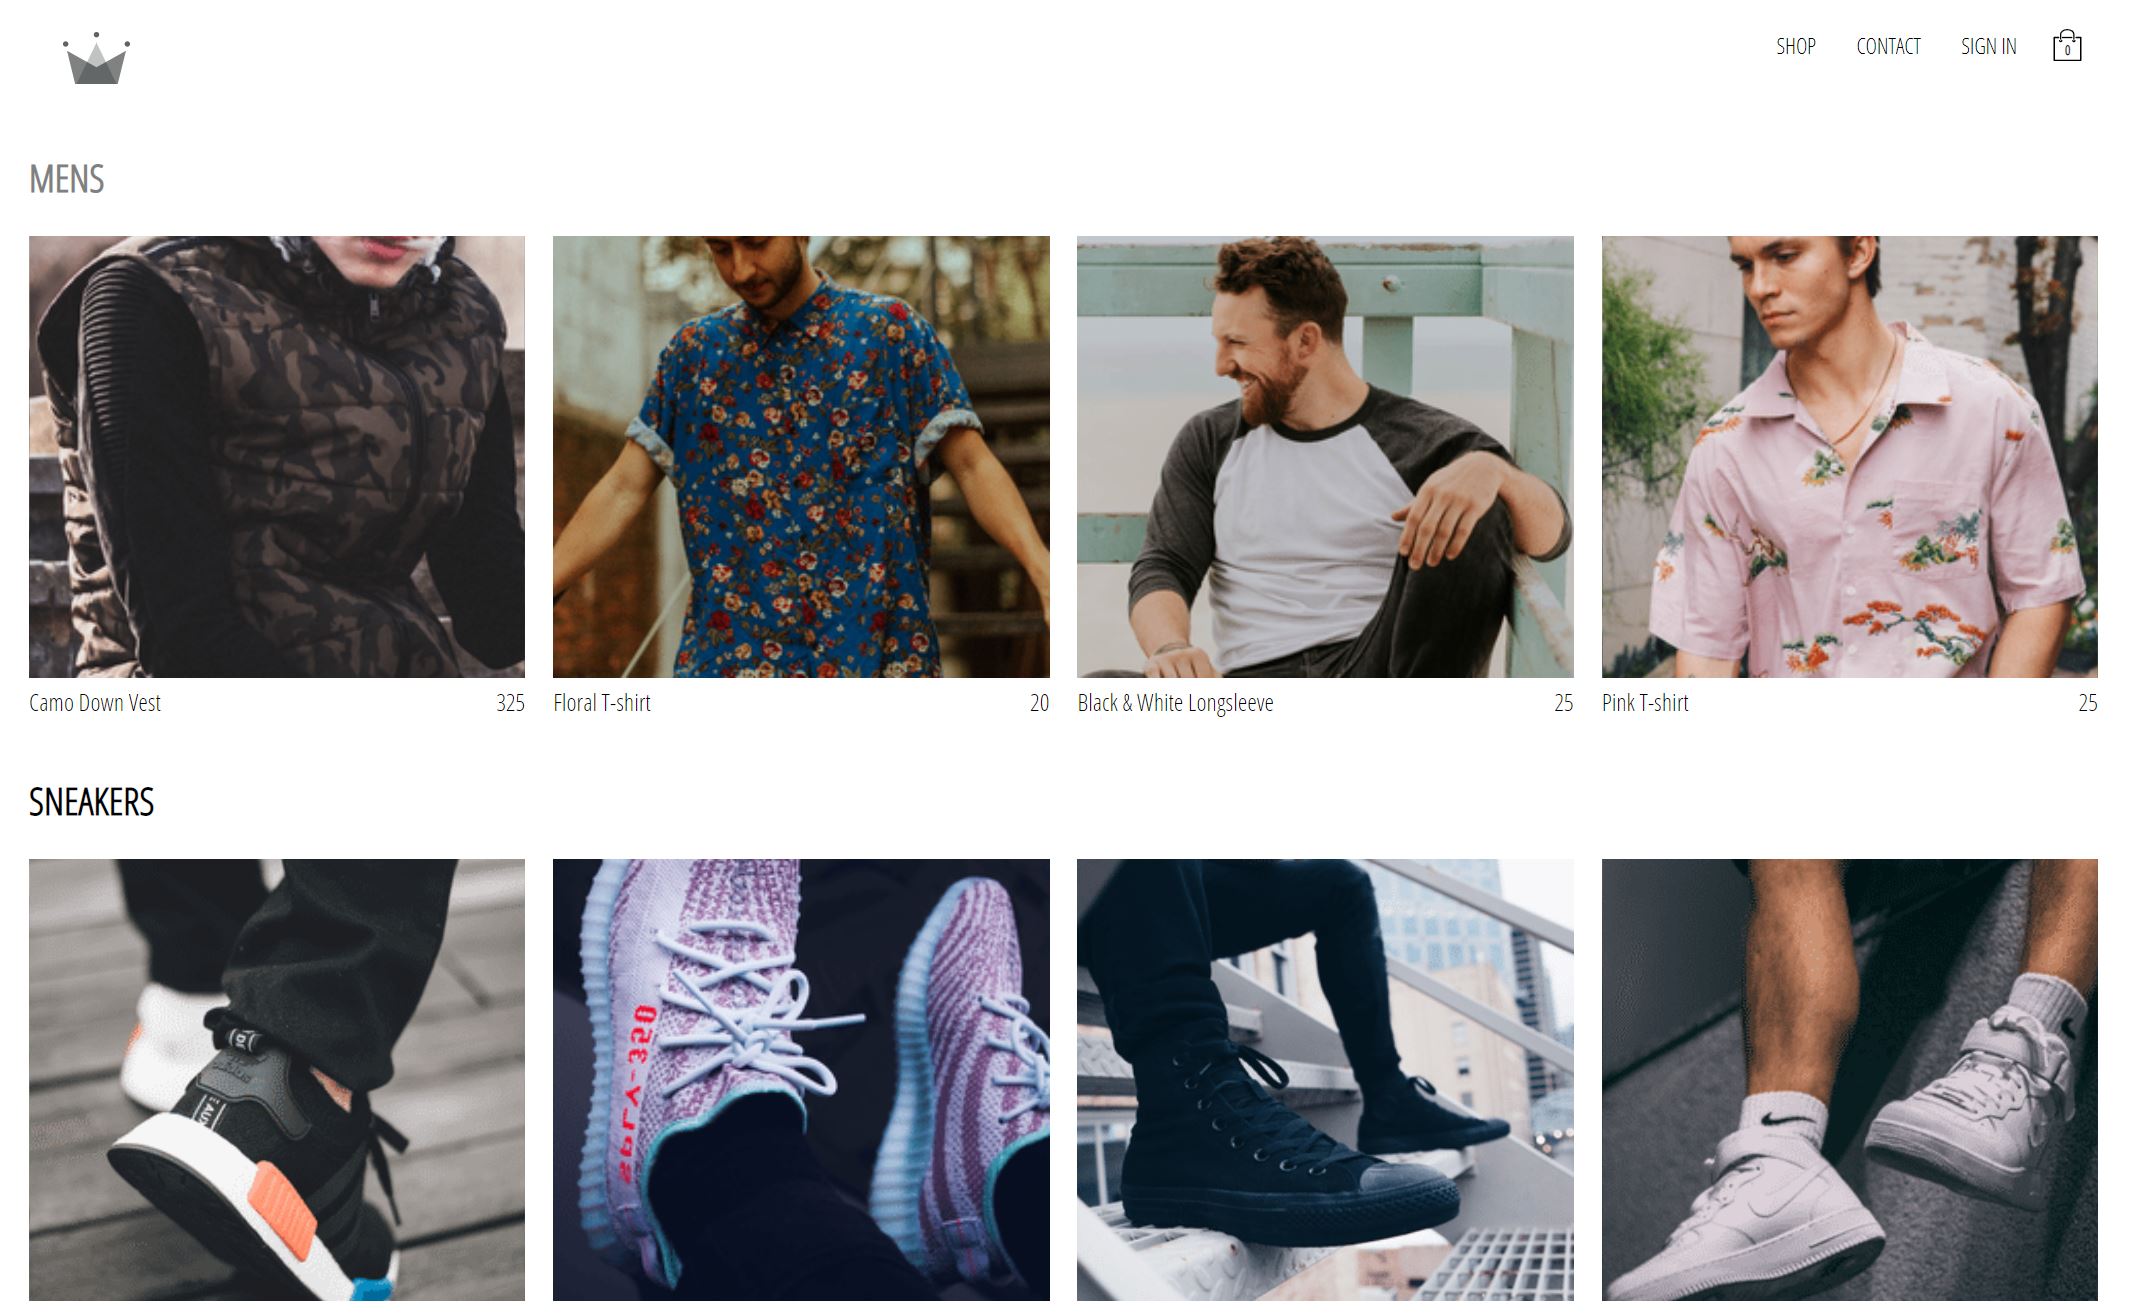 SHOP CONTACT SIGN IN 0
MENS
Camo Down Vest 325
Floral T-shirt 20
Black & White Longsleeve 25
Pink T-shirt 25
SNEAKERS
SPLY-350